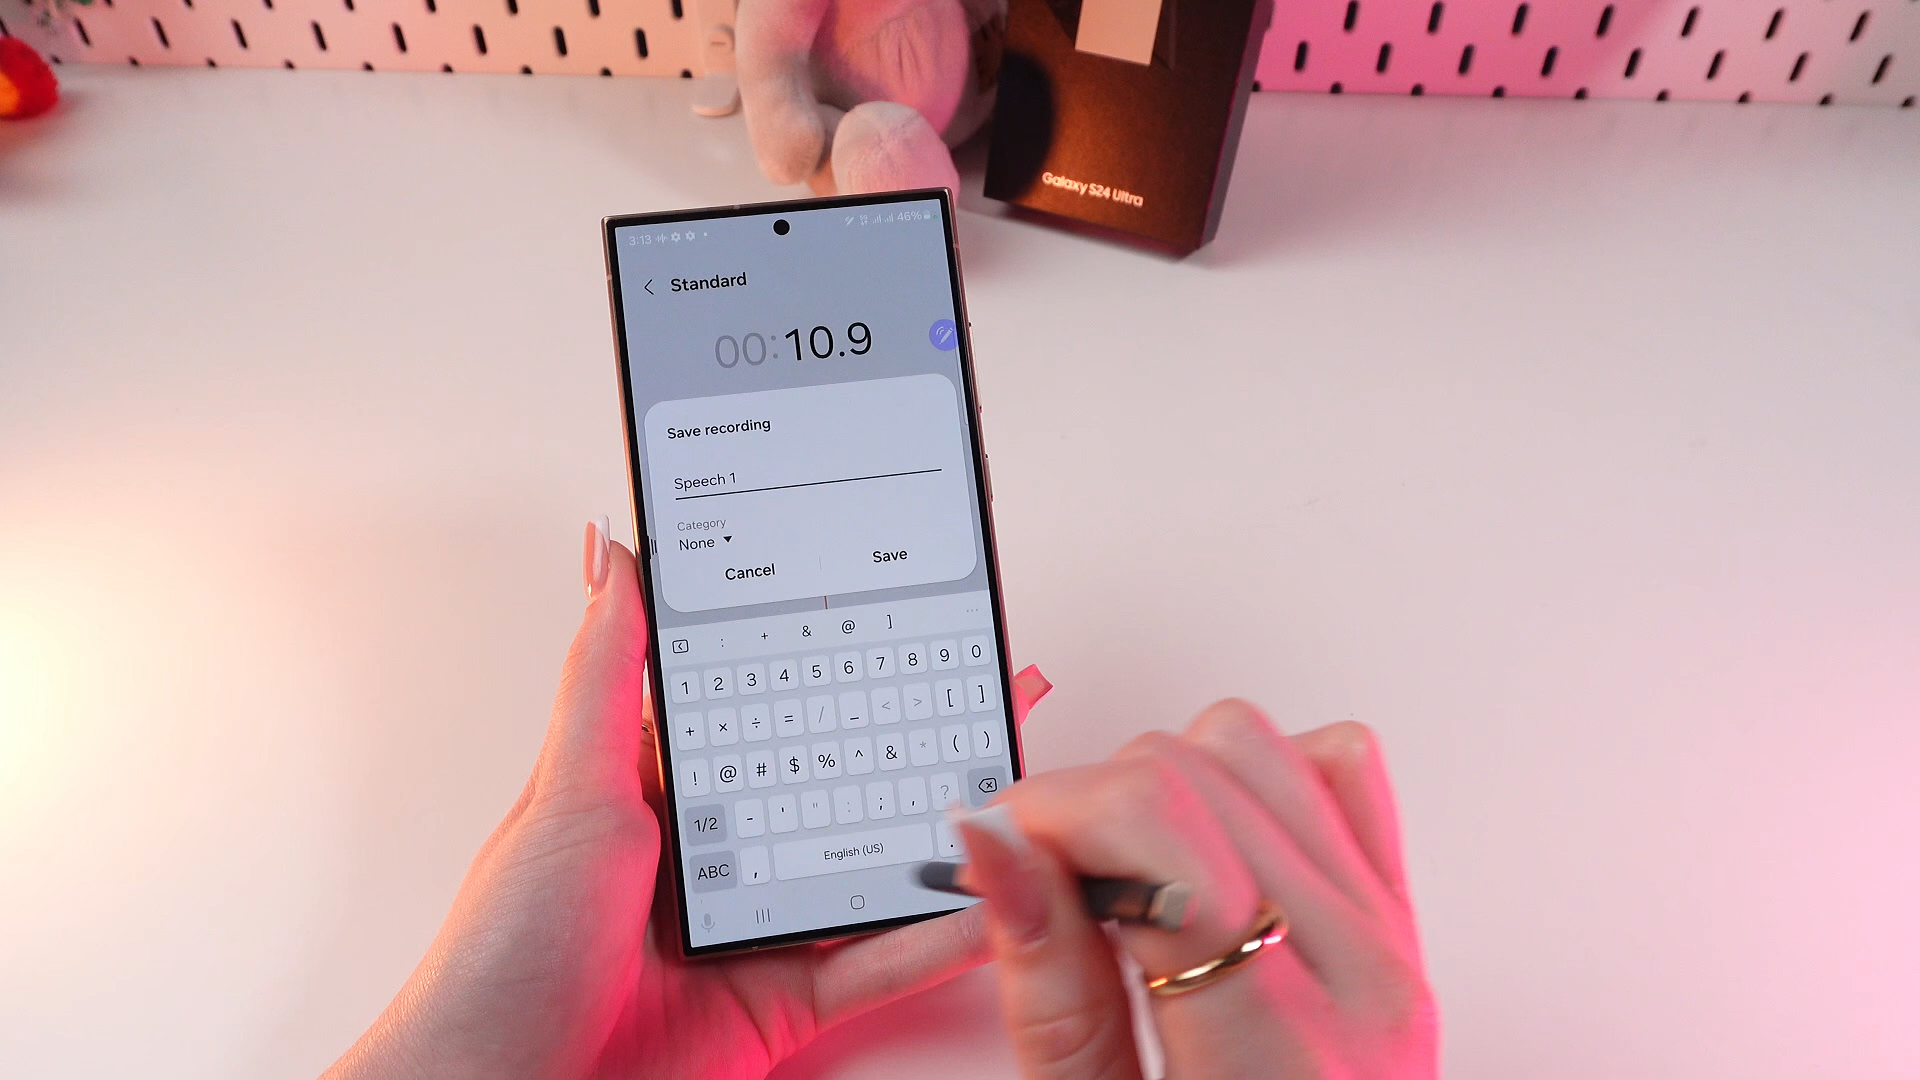 Galaxy S24 Ultra
3:13
46%
Standard
00:10.9
Save recording
Speech 1
Category
None
Cancel
Save
: + & @ ]
1 2 3 4 5 6 7 8 9 0
+ × ÷ = / _ < > [ ]
! @ # $ % ^ & * ( )
1/2 - ' " : ; , ?
ABC , English (US) .